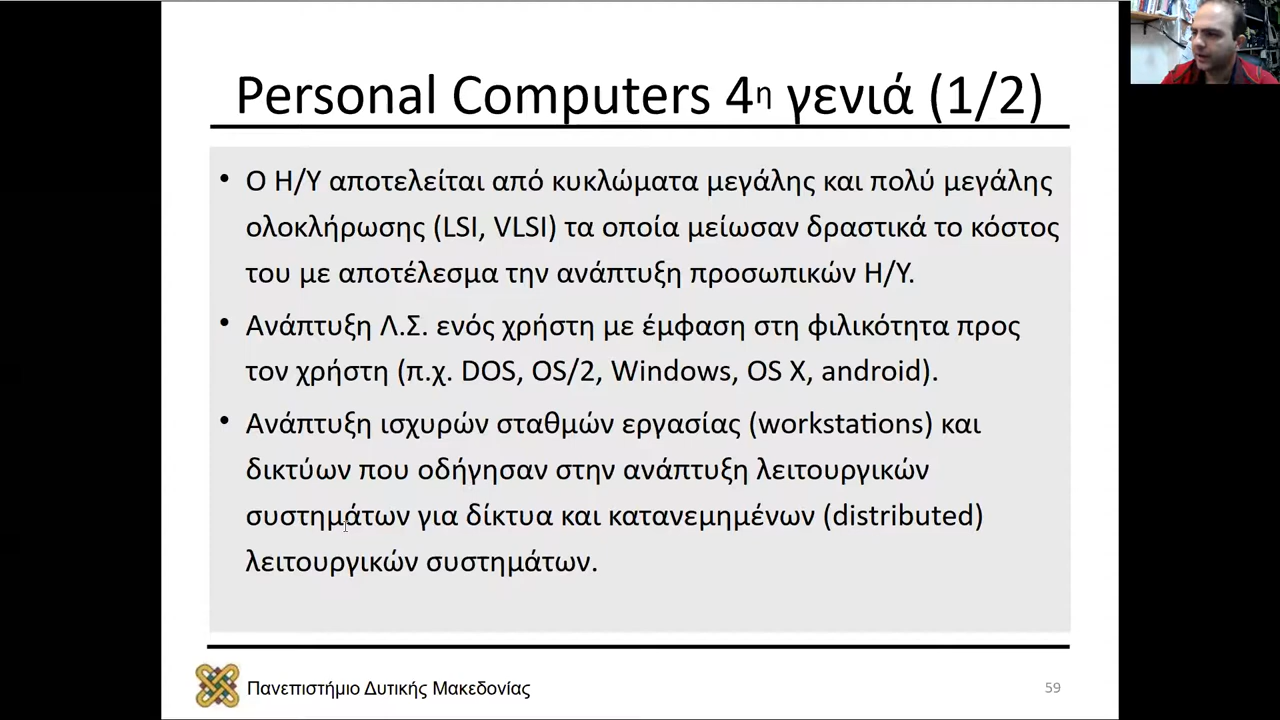 Personal Computers 4η γενιά (1/2)
• Ο Η/Υ αποτελείται από κυκλώματα μεγάλης και πολύ μεγάλης
ολοκλήρωσης (LSI, VLSI) τα οποία μείωσαν δραστικά το κόστος
του με αποτέλεσμα την ανάπτυξη προσωπικών Η/Υ.
• Ανάπτυξη Λ.Σ. ενός χρήστη με έμφαση στη φιλικότητα προς
τον χρήστη (π.χ. DOS, OS/2, Windows, OS X, android).
• Ανάπτυξη ισχυρών σταθμών εργασίας (workstations) και
δικτύων που οδήγησαν στην ανάπτυξη λειτουργικών
συστημάτων για δίκτυα και κατανεμημένων (distributed)
λειτουργικών συστημάτων.
Πανεπιστήμιο Δυτικής Μακεδονίας
59